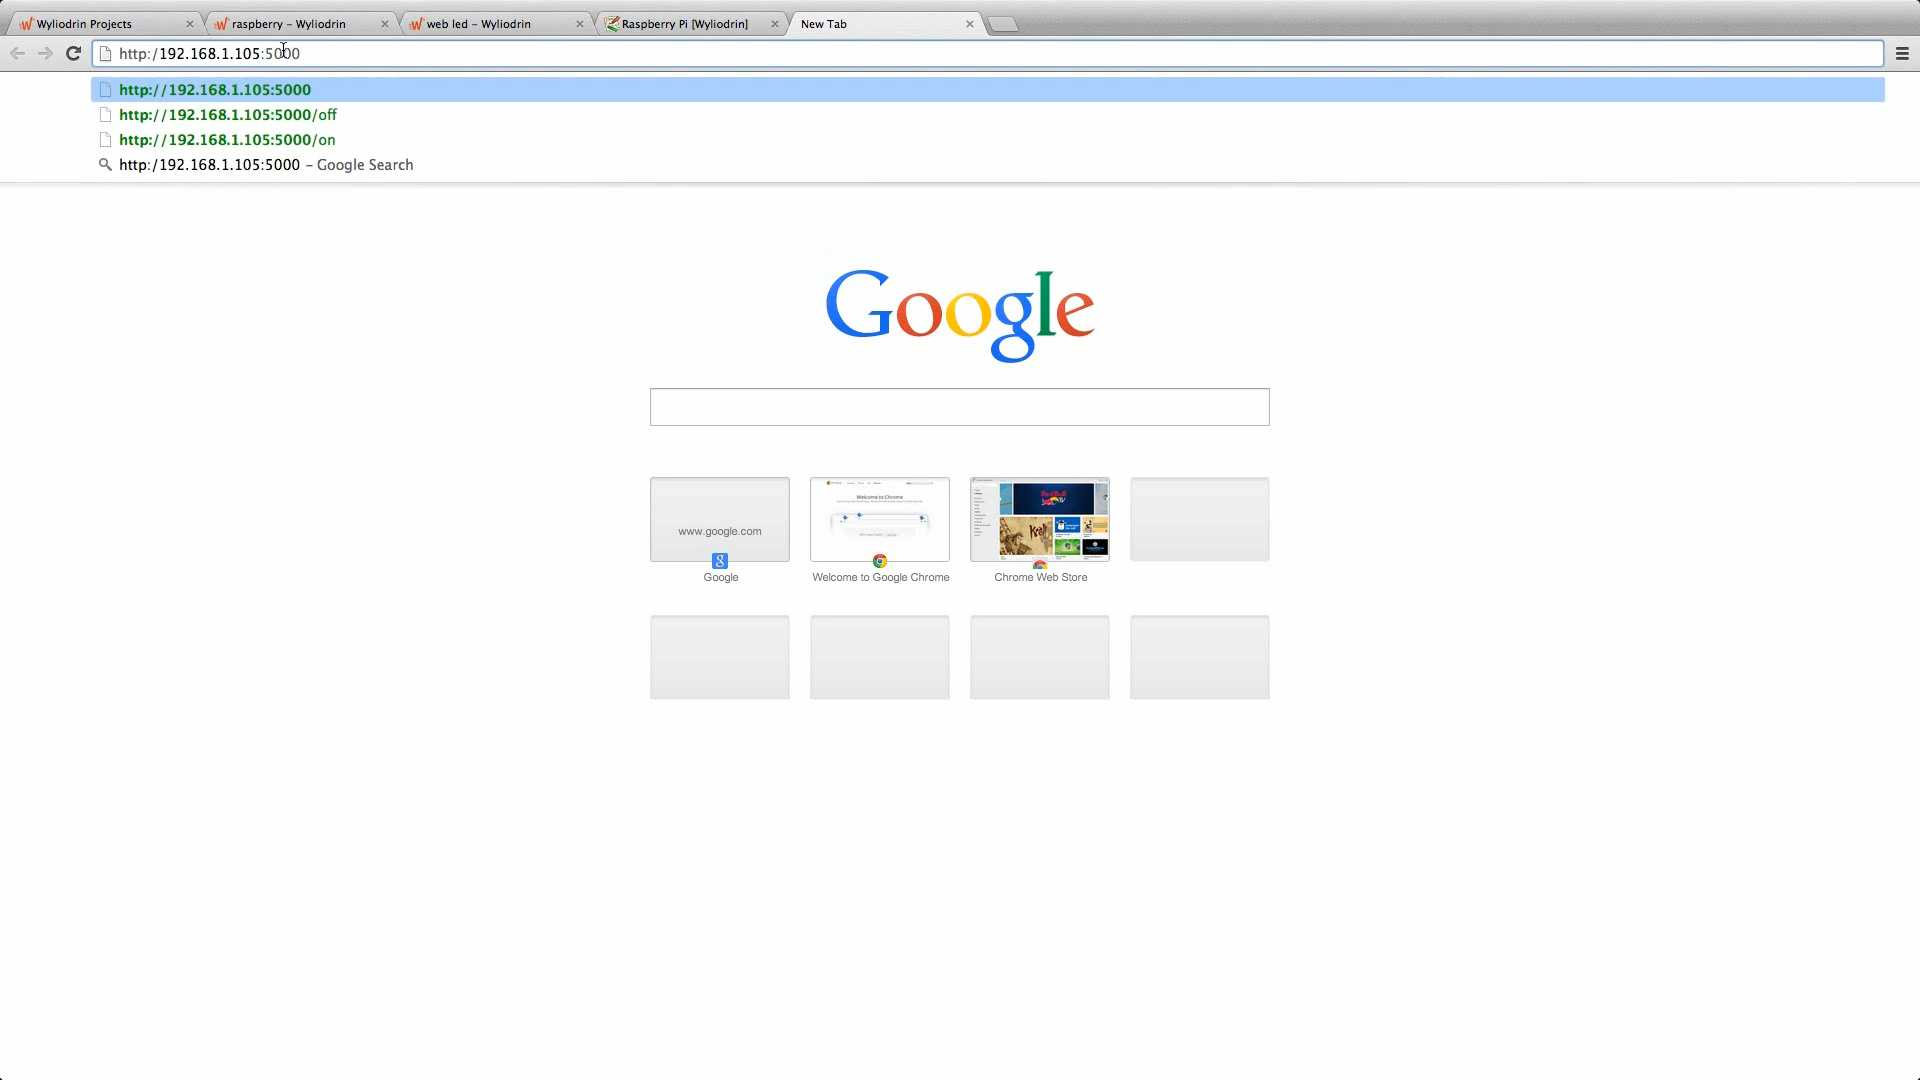 Wyliodrin Projects
raspberry – Wyliodrin
web led – Wyliodrin
Raspberry Pi [Wyliodrin]
New Tab
http:/192.168.1.105:5000
http://192.168.1.105:5000
http://192.168.1.105:5000/off
http://192.168.1.105:5000/on
http:/192.168.1.105:5000 – Google Search
Google
www.google.com
Welcome to Chrome
Google
Welcome to Google Chrome
Chrome Web Store